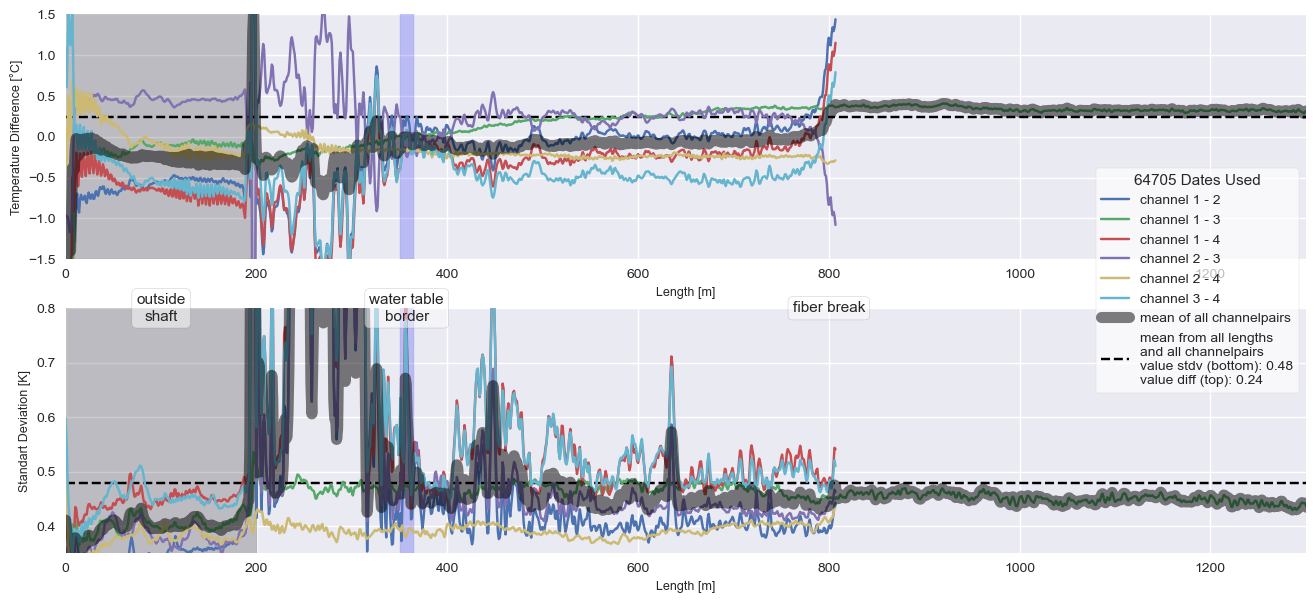 1.5
1.0
0.5
0.0
−0.5
−1.0
−1.5
Temperature Difference [°C]
0
200
400
600
800
1000
1200
Length [m]
64705 Dates Used
channel 1 - 2
channel 1 - 3
channel 1 - 4
channel 2 - 3
channel 2 - 4
channel 3 - 4
mean of all channelpairs
mean from all lengths
and all channelpairs
value stdv (bottom): 0.48
value diff (top): 0.24
outside
shaft
water table
border
fiber break
0.8
0.7
0.6
0.5
0.4
Standart Deviation [K]
0
200
400
600
800
1000
1200
Length [m]